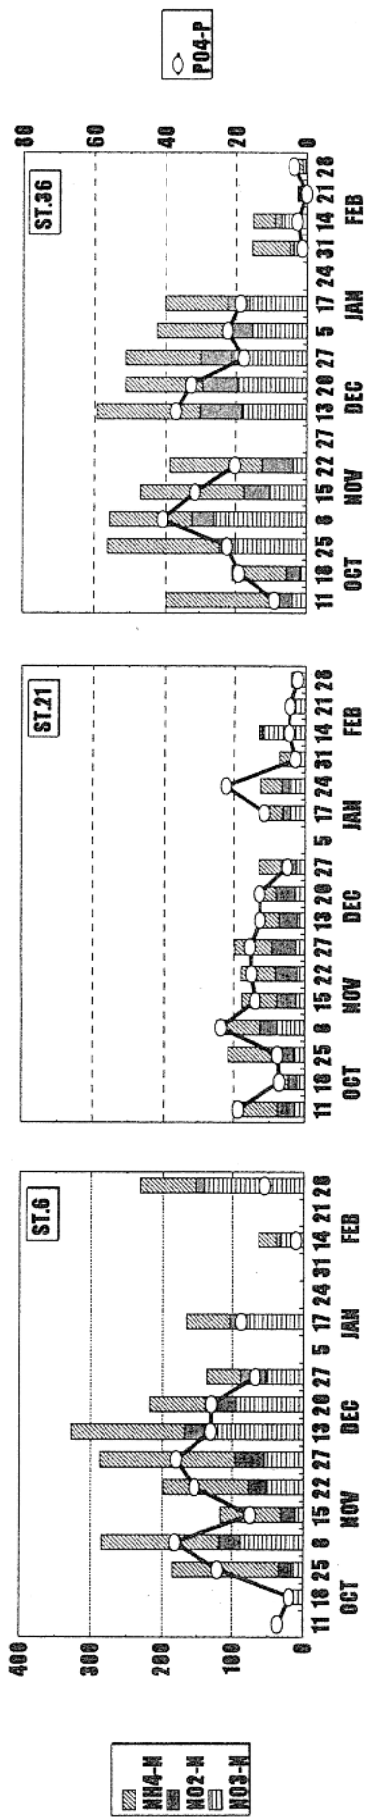 400
300
200
100
0
ST.6
11 18 25 8 15 22 27 13 20 27 5 17 24 31 14 21 28
OCT NOV DEC JAN FEB
ST.21
11 18 25 8 15 22 27 13 20 27 5 17 24 31 14 21 28
OCT NOV DEC JAN FEB
ST.36
11 18 25 8 15 22 27 13 20 27 5 17 24 31 14 21 28
OCT NOV DEC JAN FEB
80
60
40
20
0
NH4-N
NO2-N
NO3-N
PO4-P